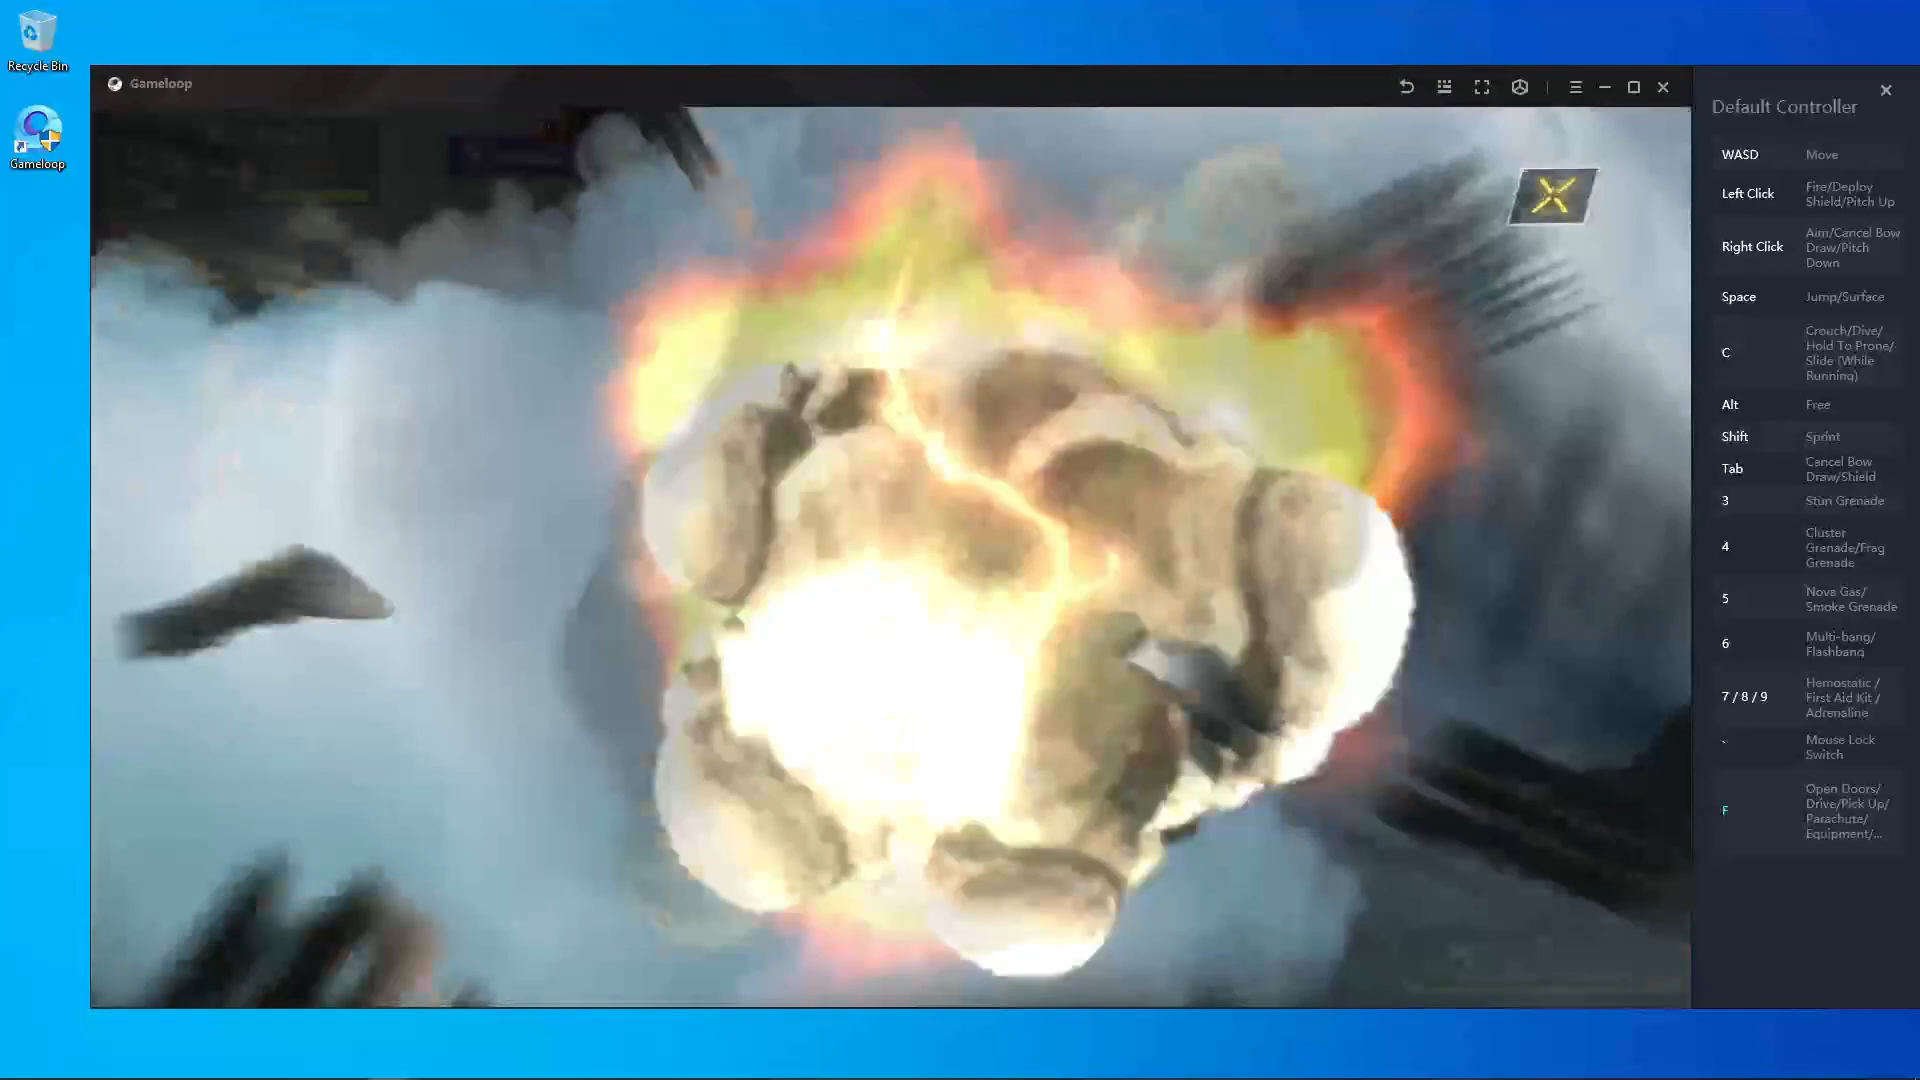 Recycle Bin
Gameloop
Gameloop
Default Controller
WASD Move
Left Click Fire/Deploy
Shield/Pitch Up
Right Click Aim/Cancel Bow
Draw/Pitch
Down
Space Jump/Surface
C Crouch/Dive/
Hold To Prone/
Slide (While
Running)
Alt Free
Shift Sprint
Tab Cancel Bow
Draw/Shield
3 Stun Grenade
4 Cluster
Grenade/Frag
Grenade
5 Nova Gas/
Smoke Grenade
6 Multi-bang/
Flashbang
7 / 8 / 9 Hemostatic /
First Aid Kit /
Adrenaline
` Mouse Lock
Switch
F Open Doors/
Drive/Pick Up/
Parachute/
Equipment/...